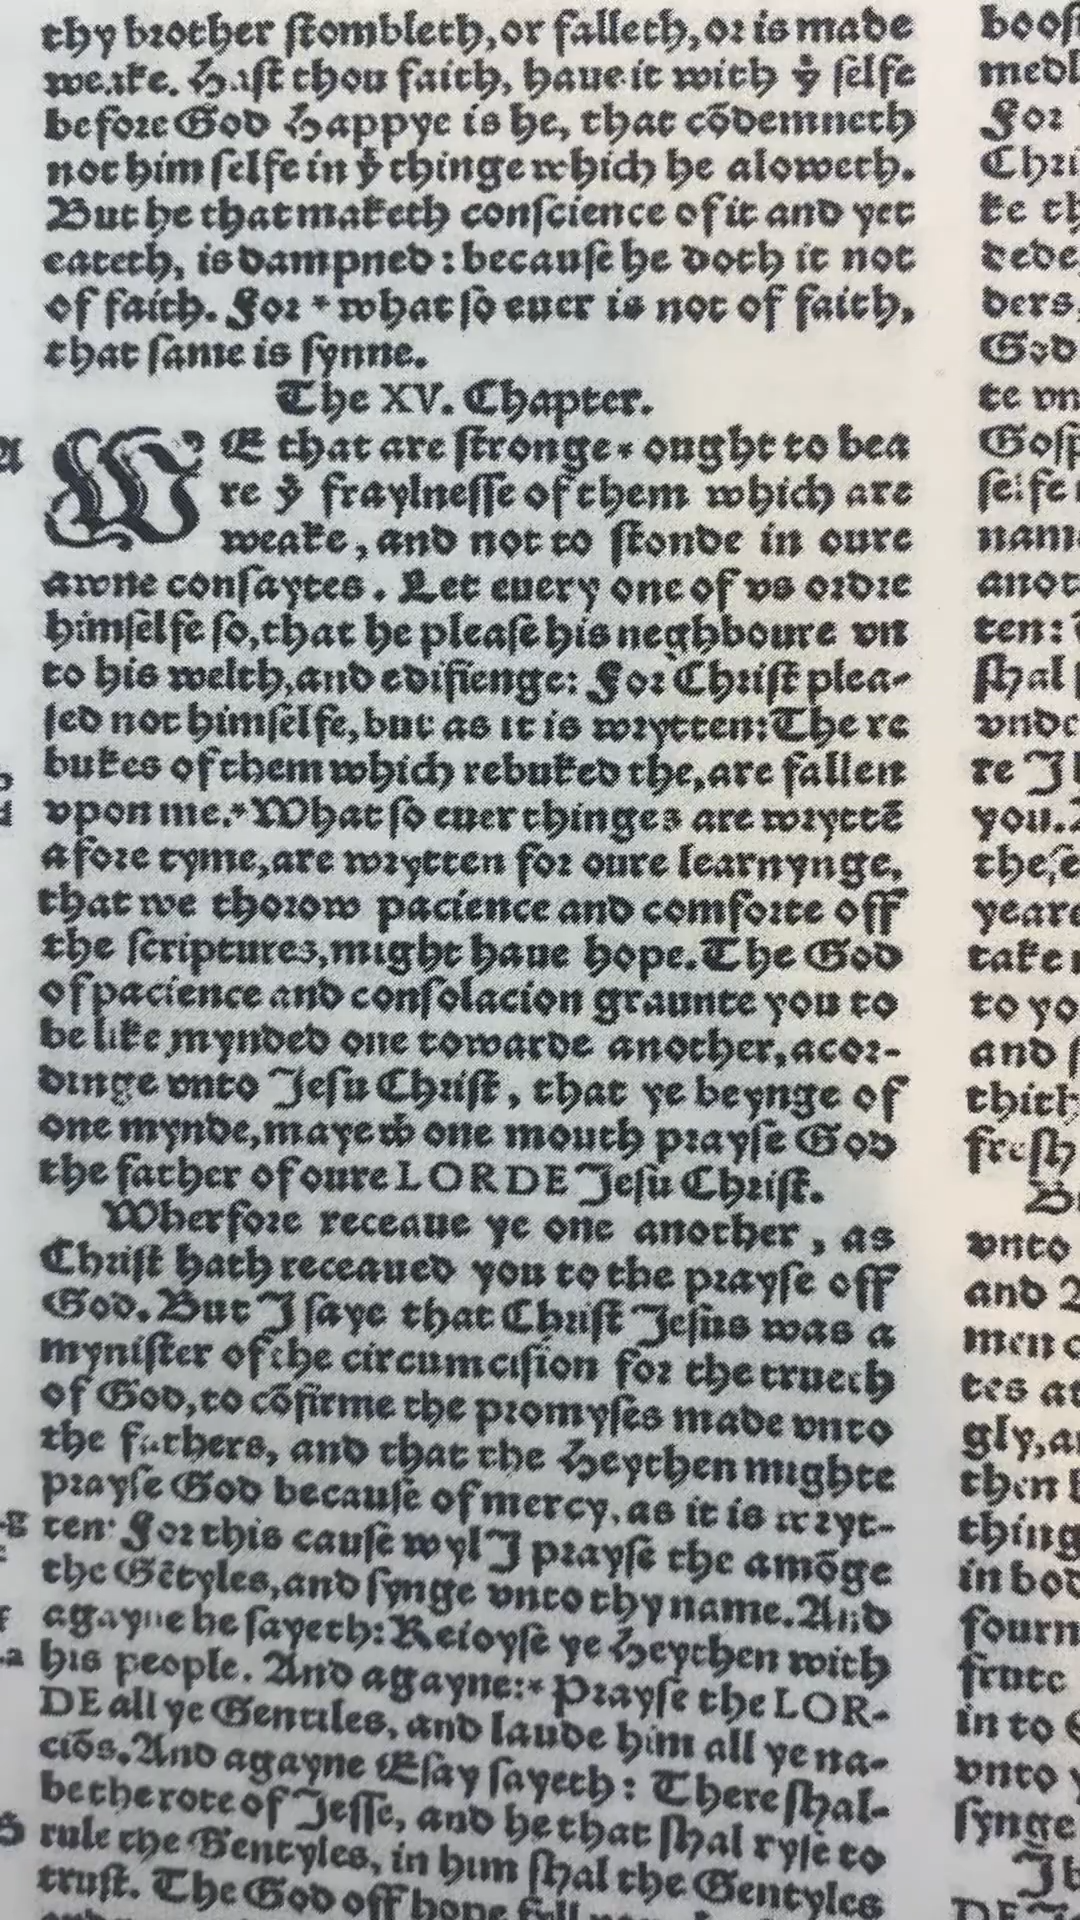 thy brother stombleth, or falleth, or is made
weake. Hast thou faith, haue it with yͤ selfe
before God Happye is he, that cõdemneth
not him selfe in yͤ thinge which he aloweth.
But he that maketh conscience of it and yet
eateth, is dampned: because he doth it not
of faith. For * what so euer is not of faith,
that same is synne.
The XV. Chapter.
A
WE that are stronge * ought to bea
re yͤ fraylnesse of them which are
weake, and not to stonde in oure
awne consaytes. Let euery one of vs ordre
himselfe so, that he please his neghboure vn
to his welth, and edifienge: For Christ plea-
sed not himselfe, but as it is wrytten: The re
bukes of them which rebuked the, are fallen
vpon me. * What so euer thinges are wryttẽ
afore tyme, are wrytten for oure learnynge,
that we thorow pacience and comforte off
the scriptures, might haue hope. The God
of pacience and consolacion graunte you to
be like mynded one towarde another, acor-
dinge vnto Jesu Christ, that ye beynge of
one mynde, maye wͭ one mouth prayse God
the father of oure LORDE Jesu Christ.
Wherfore receaue ye one another, as
Christ hath receaued you to the prayse off
God. But I saye that Christ Jesus was a
mynister of the circumcision for the trueth
of God, to cõfirme the promyses made vnto
the fathers, and that the Heythen mighte
prayse God because of mercy, as it is wryt-
ten: For this cause wyl I prayse the amõge
the Gẽtyles, and synge vnto thy name. And
agayne he sayeth: Reioyse ye Heythen with
his people. And agayne: * Prayse the LOR-
DE all ye Gentiles, and laude him all ye na-
ciõs. And agayne Esay sayeth: There shal-
be the rote of Jesse, and he that shal ryse to
rule the Gentyles, in him shal the Gentyles
trust. The God off hope
For
ders,
God
unto
and
to yo
you.